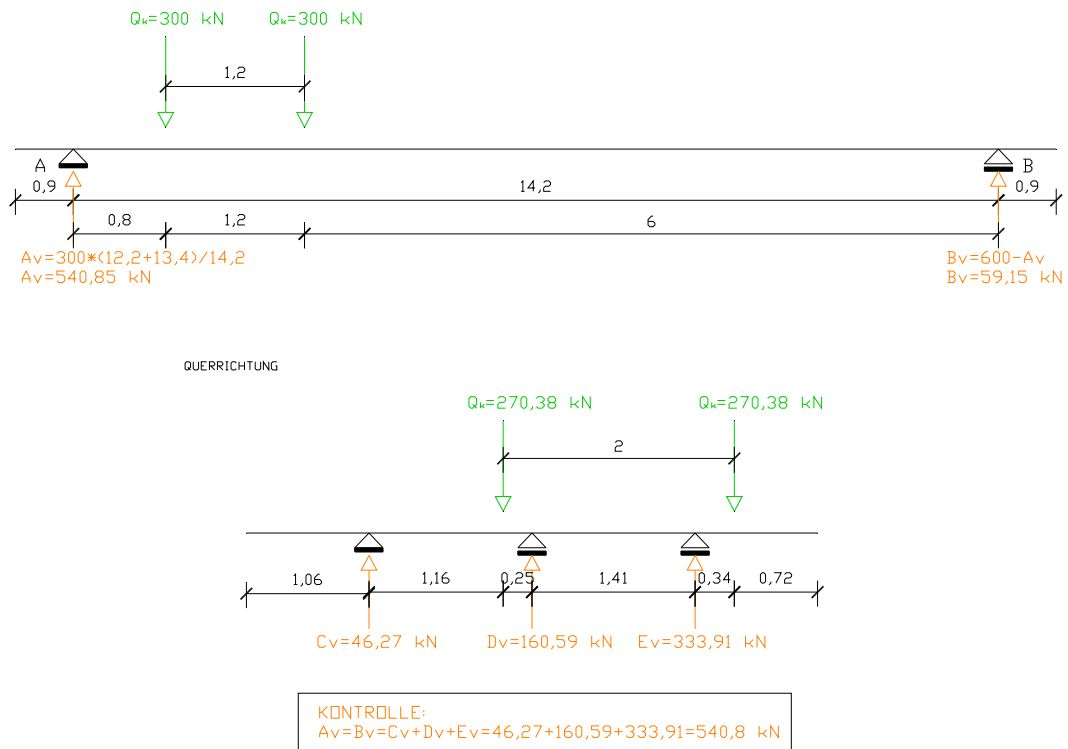 Qk=300 kN Qk=300 kN
1,2
A B
0,9 14,2 0,9
0,8 1,2 6
Av=300*(12,2+13,4)/14,2
Av=540,85 kN
Bv=600-Av
Bv=59,15 kN
QUERRICHTUNG
Qk=270,38 kN Qk=270,38 kN
2
1,06 1,16 0,25 1,41 0,34 0,72
Cv=46,27 kN Dv=160,59 kN Ev=333,91 kN
KONTROLLE:
Av=Bv=Cv+Dv+Ev=46,27+160,59+333,91=540,8 kN